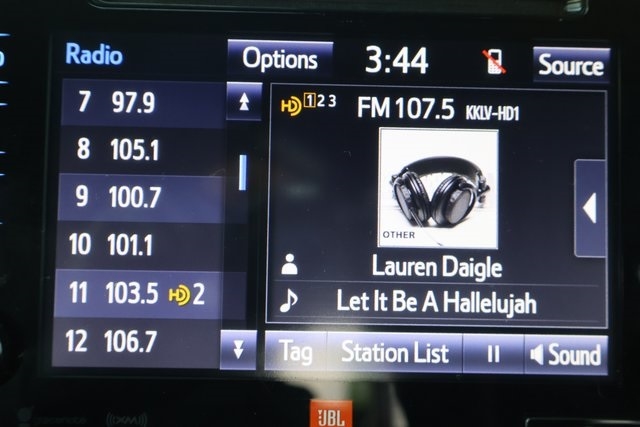 Radio
Options
3:44
Source
7 97.9
8 105.1
9 100.7
10 101.1
11 103.5 HD 2
12 106.7
HD 1 2 3 FM 107.5 KKLV-HD1
OTHER
Lauren Daigle
Let It Be A Hallelujah
Tag
Station List
Sound
JBL
((XM))